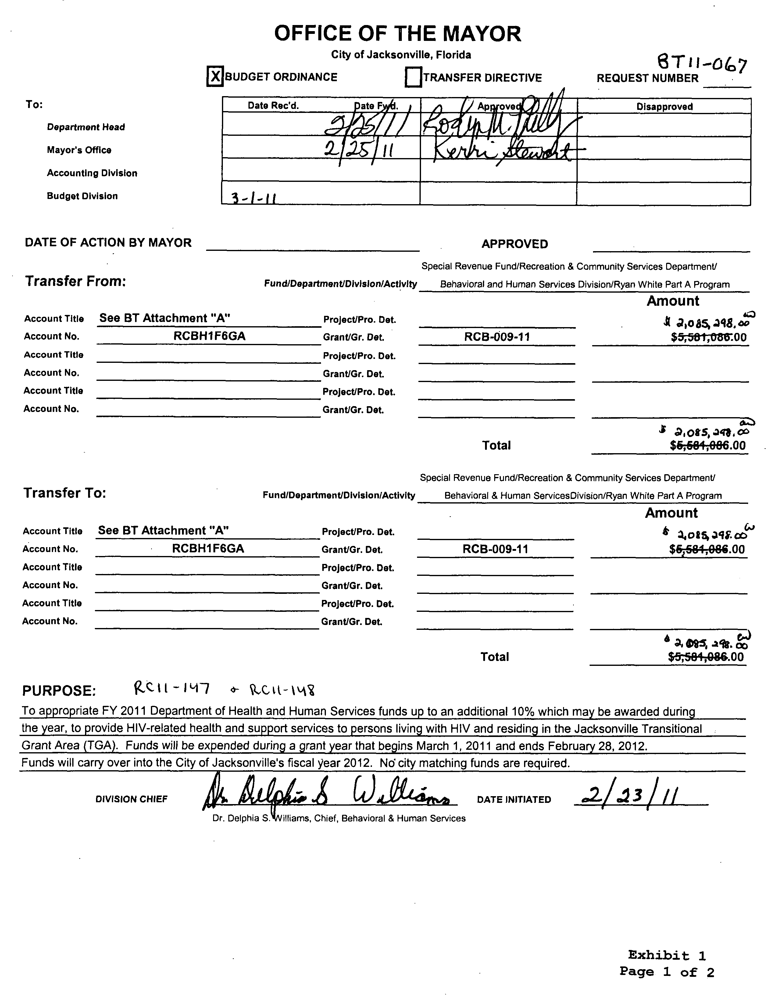 OFFICE OF THE MAYOR
City of Jacksonville, Florida
BT11-067
X BUDGET ORDINANCE TRANSFER DIRECTIVE REQUEST NUMBER
To: Date Rec'd. Date Fwd. Approved Disapproved
Department Head 2/25/11
Mayor's Office 2/25/11 Kerri Stewart
Accounting Division
Budget Division 3-1-11
DATE OF ACTION BY MAYOR APPROVED
Special Revenue Fund/Recreation & Community Services Department/
Transfer From: Fund/Department/Division/Activity Behavioral and Human Services Division/Ryan White Part A Program
Amount
Account Title See BT Attachment "A" Project/Pro. Det. $ 2,085,298.00
Account No. RCBH1F6GA Grant/Gr. Det. RCB-009-11 $5,581,086.00
Account Title Project/Pro. Det.
Account No. Grant/Gr. Det.
Account Title Project/Pro. Det.
Account No. Grant/Gr. Det.
$ 2,085,298.00
Total $5,581,086.00
Special Revenue Fund/Recreation & Community Services Department/
Transfer To: Fund/Department/Division/Activity Behavioral & Human ServicesDivision/Ryan White Part A Program
Amount
Account Title See BT Attachment "A" Project/Pro. Det. $ 2,085,298.00
Account No. RCBH1F6GA Grant/Gr. Det. RCB-009-11 $5,581,086.00
Account Title Project/Pro. Det.
Account No. Grant/Gr. Det.
Account Title Project/Pro. Det.
Account No. Grant/Gr. Det.
$ 2,085,298.00
Total $5,581,086.00
PURPOSE: RC11-147 & RC11-148
To appropriate FY 2011 Department of Health and Human Services funds up to an additional 10% which may be awarded during
the year, to provide HIV-related health and support services to persons living with HIV and residing in the Jacksonville Transitional
Grant Area (TGA). Funds will be expended during a grant year that begins March 1, 2011 and ends February 28, 2012.
Funds will carry over into the City of Jacksonville's fiscal year 2012. No city matching funds are required.
DIVISION CHIEF Dr. Delphia S Williams DATE INITIATED 2/23/11
Dr. Delphia S. Williams, Chief, Behavioral & Human Services
Exhibit 1
Page 1 of 2